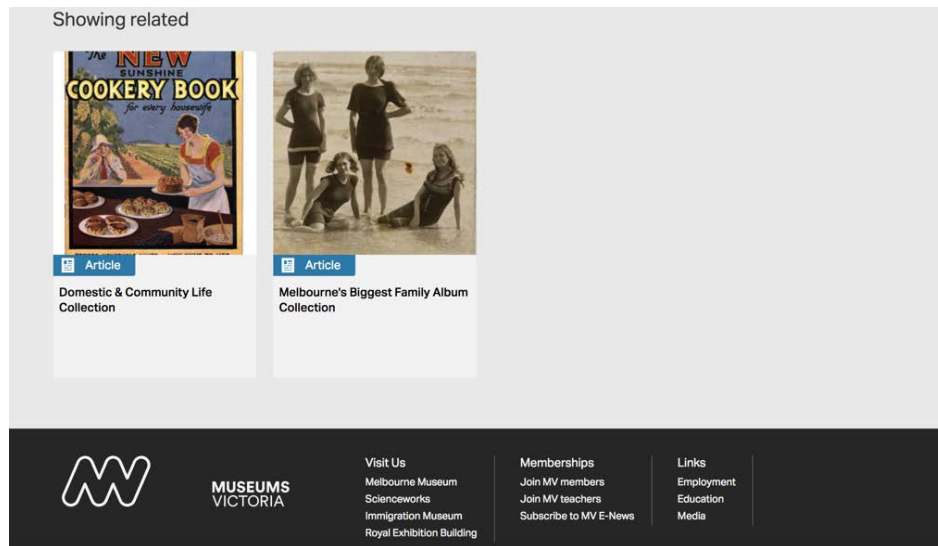 Showing related
The NEW
SUNSHINE
COOKERY BOOK
for every housewife
Article
Domestic & Community Life
Collection
Article
Melbourne's Biggest Family Album
Collection
MUSEUMS
VICTORIA
Visit Us
Melbourne Museum
Scienceworks
Immigration Museum
Royal Exhibition Building
Memberships
Join MV members
Join MV teachers
Subscribe to MV E-News
Links
Employment
Education
Media